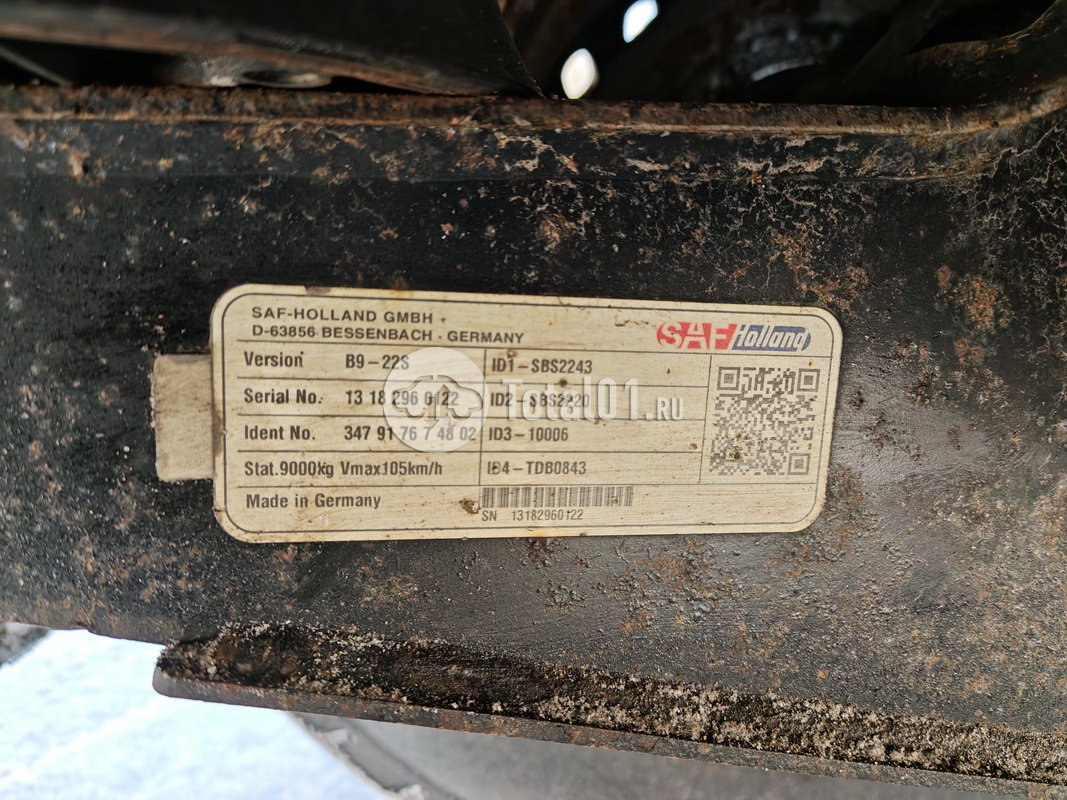 SAF-HOLLAND GMBH
D-63856 BESSENBACH · GERMANY
SAF Holland
Version B9-22S
ID1-SBS2243
Serial No. 13 18 296 0122
ID2-SBS2220
Ident No. 347 91 76 7 48 02
ID3-10006
Stat.9000kg Vmax105km/h
ID4-TDB0843
Made in Germany
SN 13182960122
Total01.RU